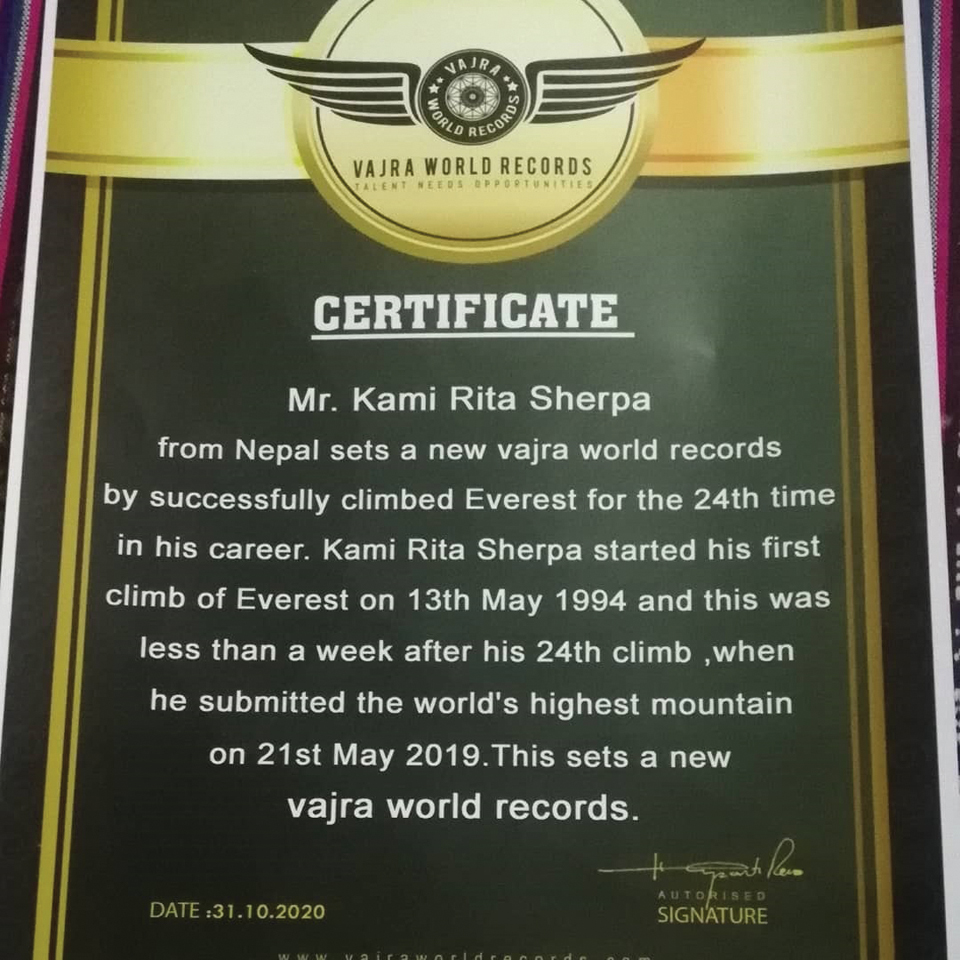 VAJRA
WORLD RECORDS
VAJRA WORLD RECORDS
TALENT NEEDS OPPORTUNITIES
CERTIFICATE
Mr. Kami Rita Sherpa
from Nepal sets a new vajra world records
by successfully climbed Everest for the 24th time
in his career. Kami Rita Sherpa started his first
climb of Everest on 13th May 1994 and this was
less than a week after his 24th climb ,when
he submitted the world's highest mountain
on 21st May 2019.This sets a new
vajra world records.
AUTORISED
DATE :31.10.2020
SIGNATURE
www.vajraworldrecords.com